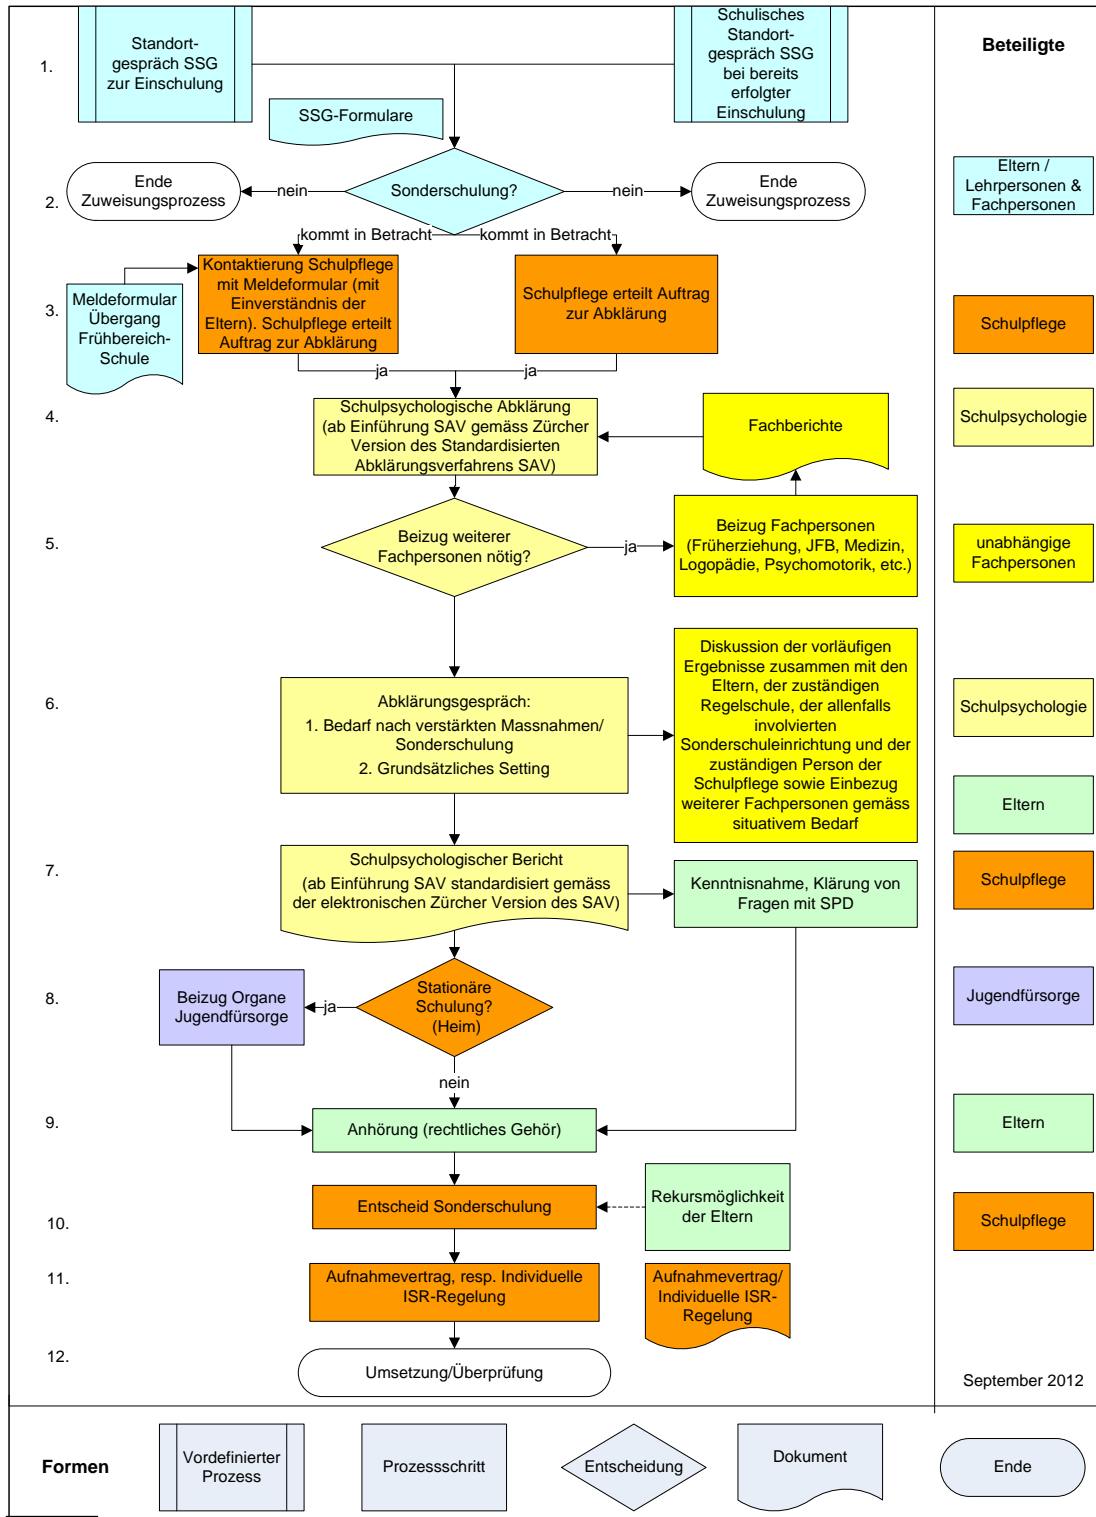 Standort-
gespräch SSG
zur Einschulung
Schulisches
Standort-
gespräch SSG
bei bereits
erfolgter
Einschulung
Beteiligte
1.
SSG-Formulare
2.
Ende
Zuweisungsprozess
nein
Sonderschulung?
nein
Ende
Zuweisungsprozess
Eltern /
Lehrpersonen &
Fachpersonen
kommt in Betracht
kommt in Betracht
3.
Meldeformular
Übergang
Frühbereich-
Schule
Kontaktierung Schulpflege
mit Meldeformular (mit
Einverständnis der
Eltern). Schulpflege erteilt
Auftrag zur Abklärung
Schulpflege erteilt Auftrag
zur Abklärung
Schulpflege
ja
ja
4.
Schulpsychologische Abklärung
(ab Einführung SAV gemäss Zürcher
Version des Standardisierten
Abklärungsverfahrens SAV)
Fachberichte
Schulpsychologie
5.
Beizug weiterer
Fachpersonen nötig?
ja
Beizug Fachpersonen
(Früherziehung, JFB, Medizin,
Logopädie, Psychomotorik, etc.)
unabhängige
Fachpersonen
6.
Abklärungsgespräch:
1. Bedarf nach verstärkten Massnahmen/
Sonderschulung
2. Grundsätzliches Setting
Diskussion der vorläufigen
Ergebnisse zusammen mit den
Eltern, der zuständigen
Regelschule, der allenfalls
involvierten
Sonderschuleinrichtung und der
zuständigen Person der
Schulpflege sowie Einbezug
weiterer Fachpersonen gemäss
situativem Bedarf
Schulpsychologie
Eltern
7.
Schulpsychologischer Bericht
(ab Einführung SAV standardisiert gemäss
der elektronischen Zürcher Version des SAV)
Kenntnisnahme, Klärung von
Fragen mit SPD
Schulpflege
8.
Beizug Organe
Jugendfürsorge
ja
Stationäre
Schulung?
(Heim)
Jugendfürsorge
nein
9.
Anhörung (rechtliches Gehör)
Eltern
10.
Entscheid Sonderschulung
Rekursmöglichkeit
der Eltern
Schulpflege
11.
Aufnahmevertrag, resp. Individuelle
ISR-Regelung
Aufnahmevertrag/
Individuelle ISR-
Regelung
12.
Umsetzung/Überprüfung
September 2012
Formen
Vordefinierter
Prozess
Prozessschritt
Entscheidung
Dokument
Ende